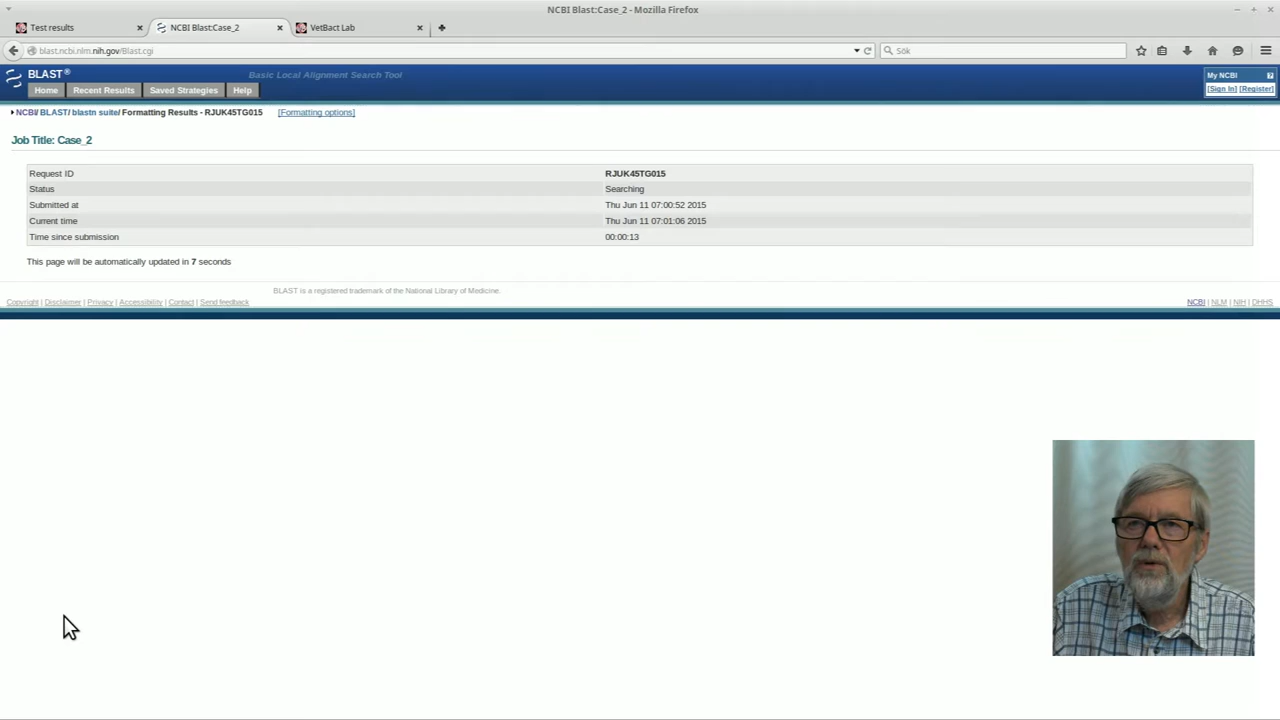 NCBI Blast:Case_2 - Mozilla Firefox
Test results
NCBI Blast:Case_2
VetBact Lab
blast.ncbi.nlm.nih.gov/Blast.cgi
Sök
BLAST®
Basic Local Alignment Search Tool
My NCBI
[Sign In] [Register]
Home
Recent Results
Saved Strategies
Help
NCBI/ BLAST/ blastn suite/ Formatting Results - RJUK45TG015
[Formatting options]
Job Title: Case_2
Request ID RJUK45TG015
Status Searching
Submitted at Thu Jun 11 07:00:52 2015
Current time Thu Jun 11 07:01:06 2015
Time since submission 00:00:13
This page will be automatically updated in 7 seconds
BLAST is a registered trademark of the National Library of Medicine.
Copyright | Disclaimer | Privacy | Accessibility | Contact | Send feedback
NCBI | NLM | NIH | DHHS